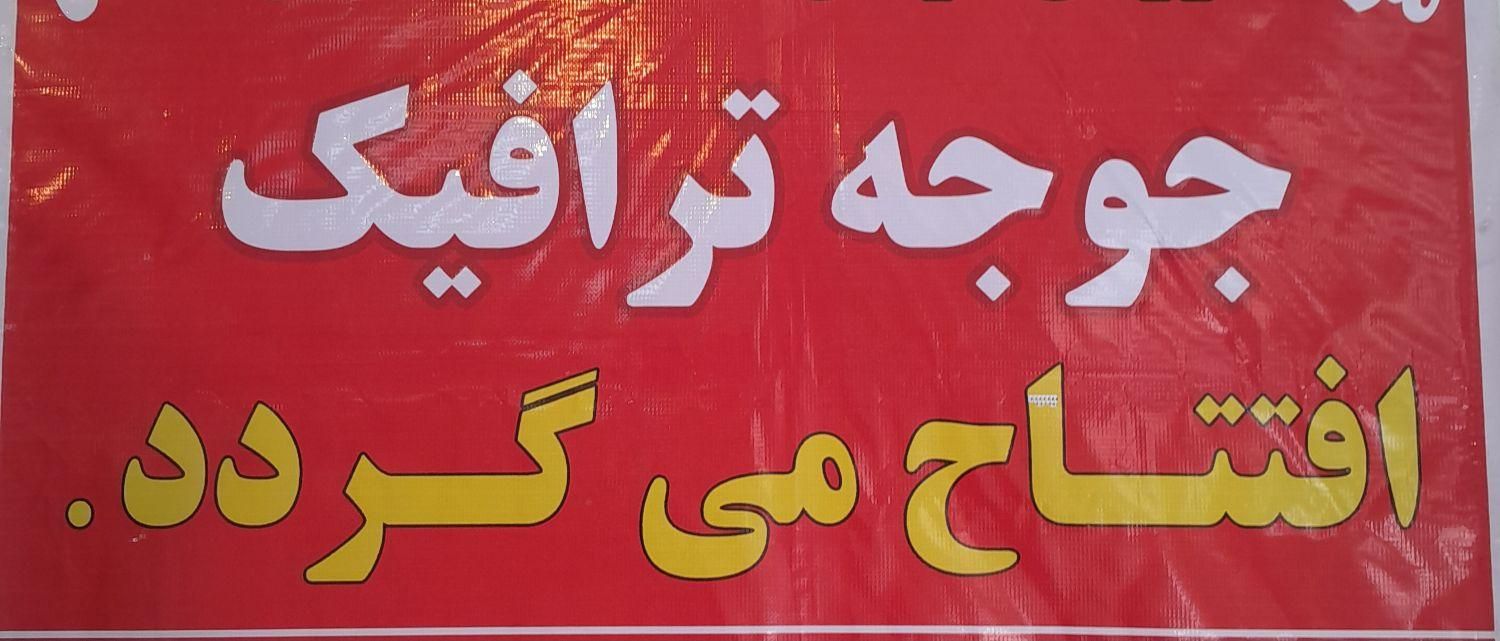 جوجه ترافیک
افتتاح می گردد.